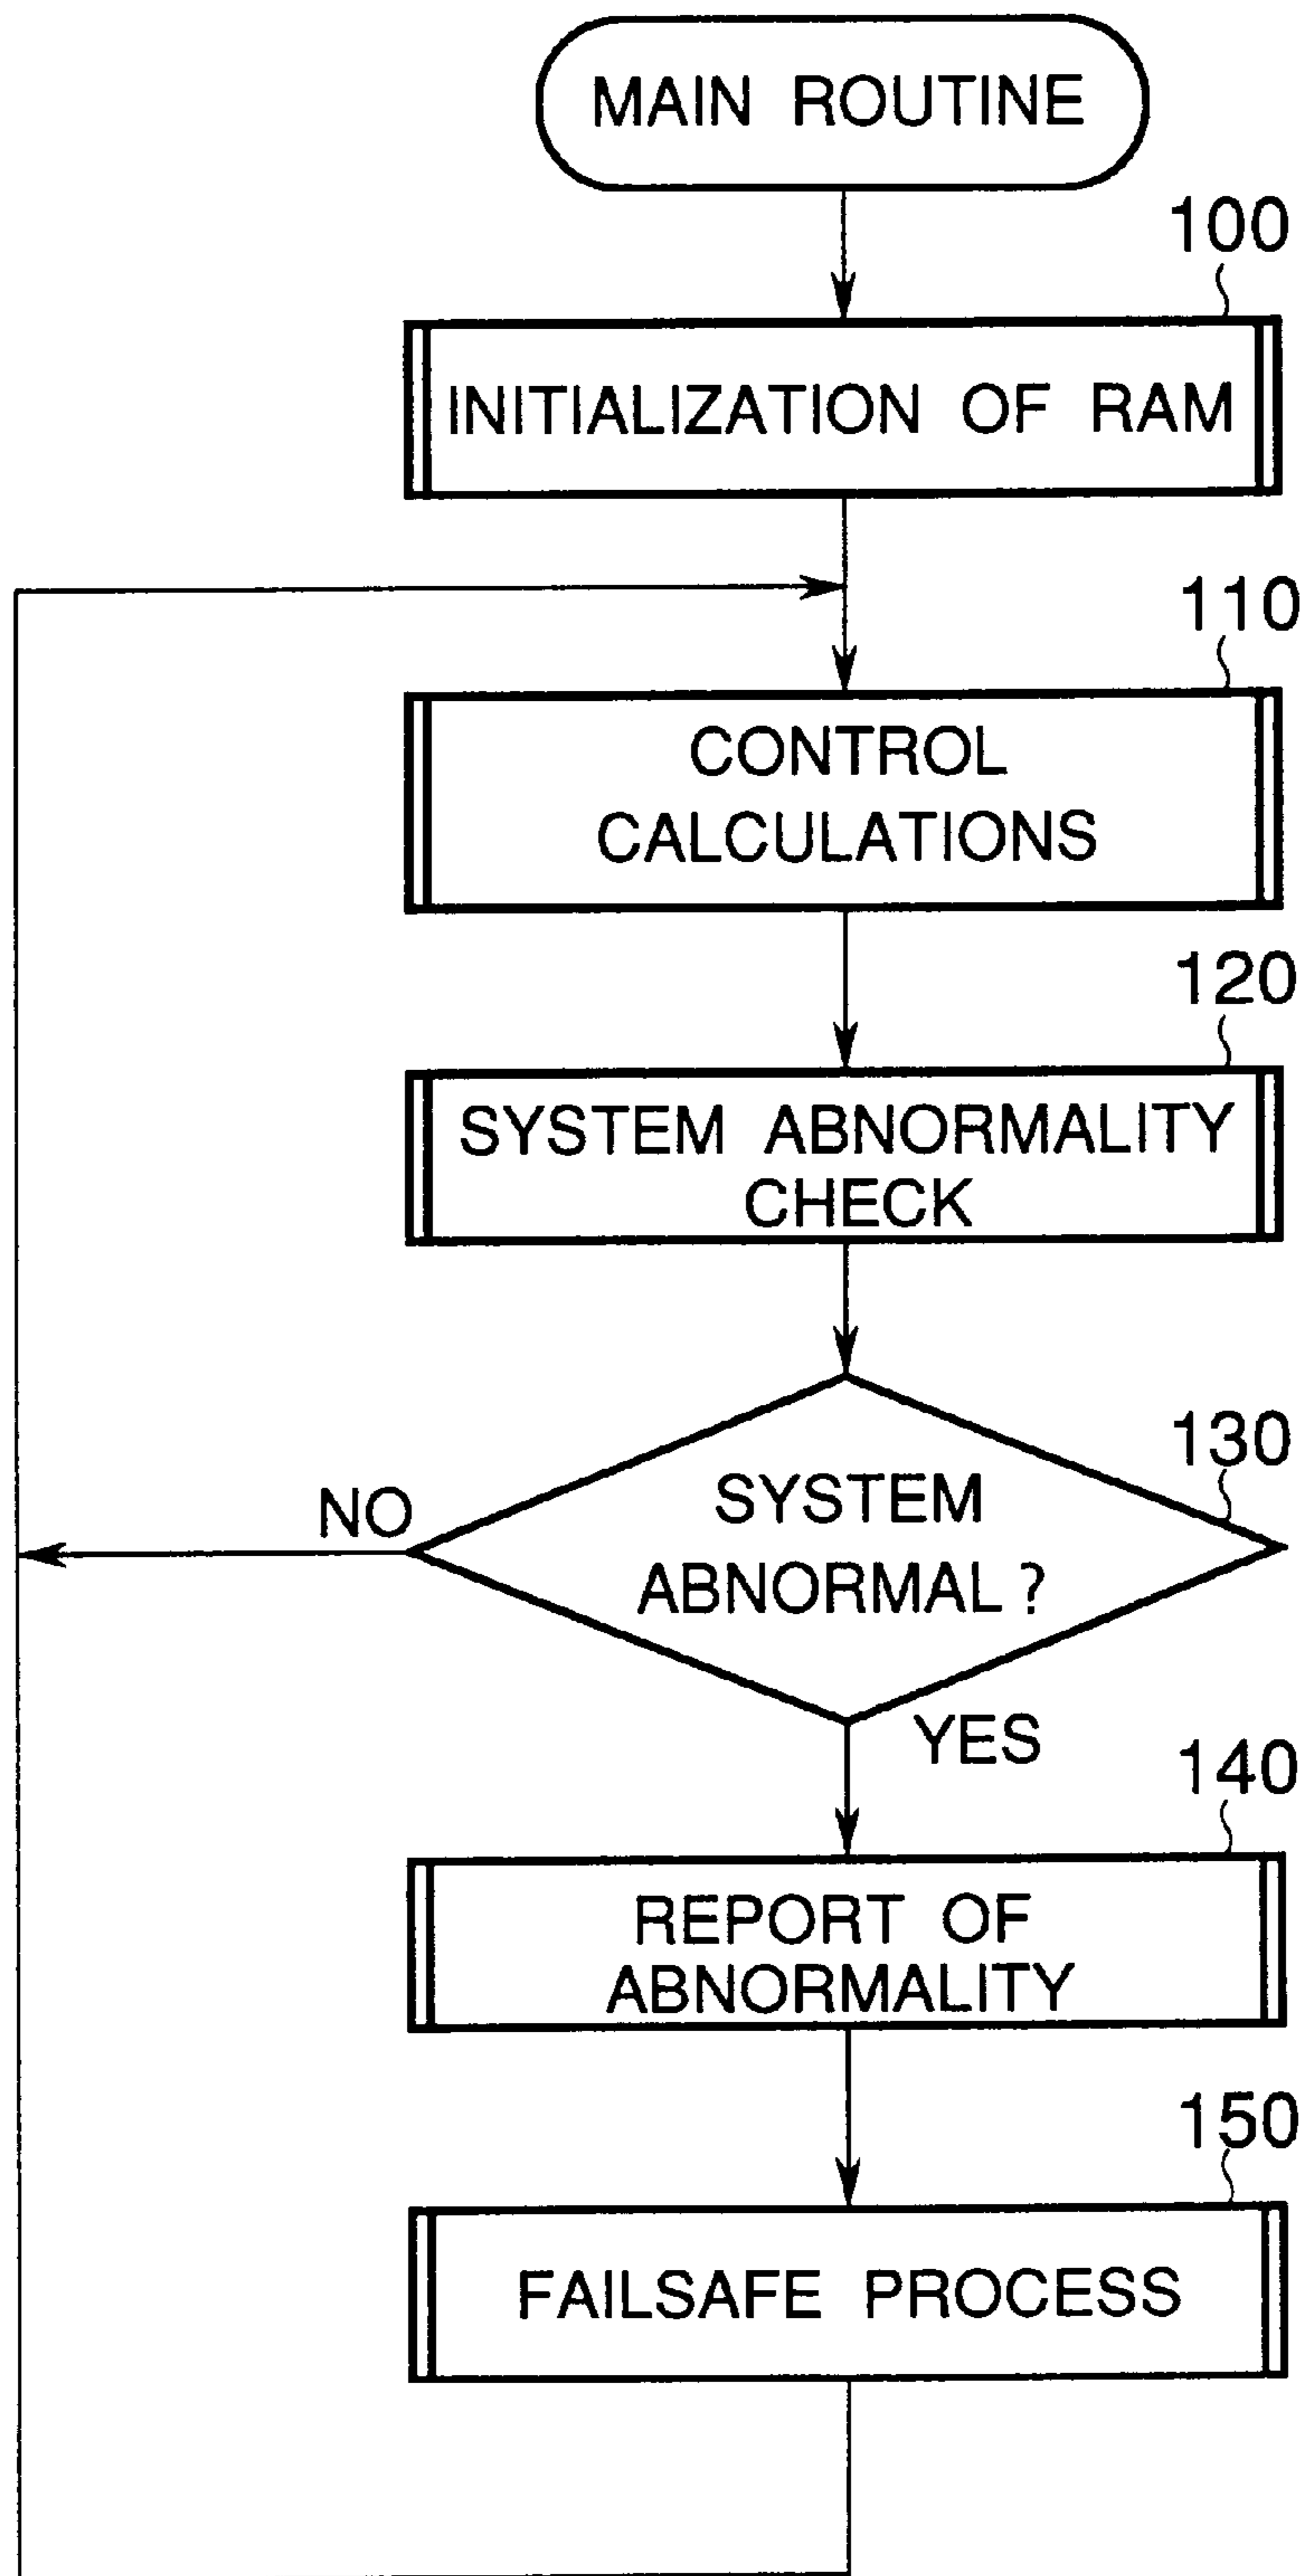 MAIN ROUTINE
100
INITIALIZATION OF RAM
110
CONTROL
CALCULATIONS
120
SYSTEM ABNORMALITY
CHECK
130
SYSTEM
ABNORMAL?
NO
YES
140
REPORT OF
ABNORMALITY
150
FAILSAFE PROCESS